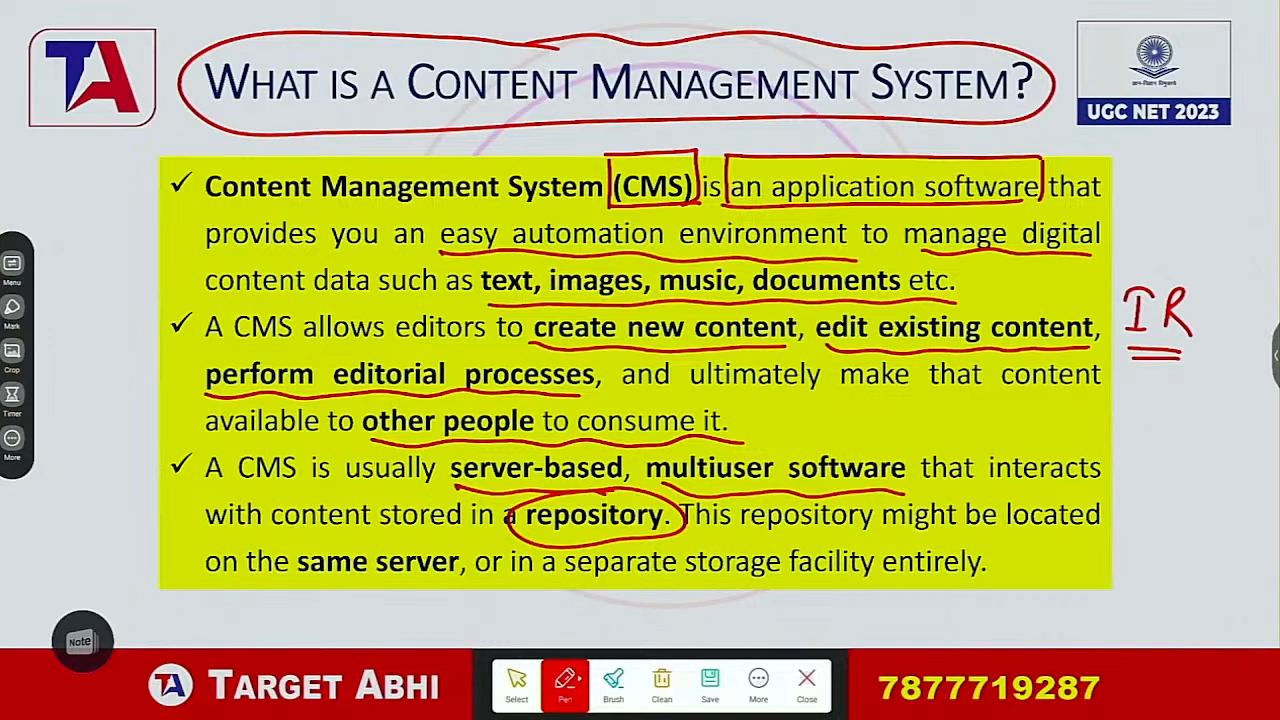 TA
WHAT IS A CONTENT MANAGEMENT SYSTEM?
UGC NET 2023
✓ Content Management System (CMS) is an application software that
provides you an easy automation environment to manage digital
content data such as text, images, music, documents etc.
✓ A CMS allows editors to create new content, edit existing content,
perform editorial processes, and ultimately make that content
available to other people to consume it.
✓ A CMS is usually server-based, multiuser software that interacts
with content stored in a repository. This repository might be located
on the same server, or in a separate storage facility entirely.
IR
Menu
Mark
Crop
Timer
More
Note
TA TARGET ABHI
Select Pen Brush Clean Save More Close
7877719287